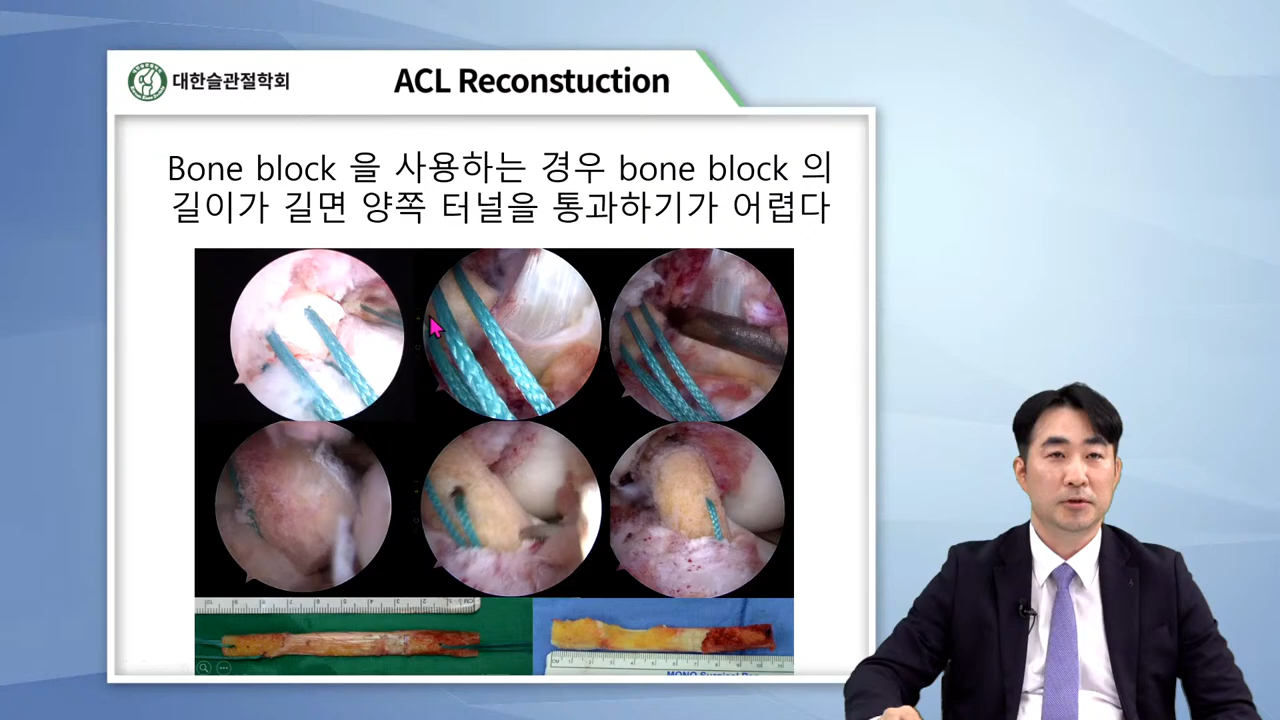 대한슬관절학회
ACL Reconstuction
Bone block 을 사용하는 경우 bone block 의
길이가 길면 양쪽 터널을 통과하기가 어렵다